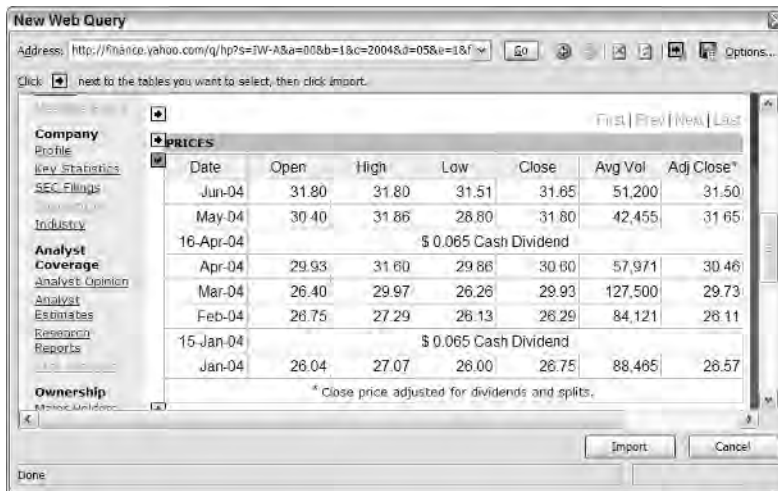 New Web Query
Address: http://finance.yahoo.com/q/hp?s=JW-A&a=00&b=1&c=2004&d=05&e=1&f Go Options...
Click next to the tables you want to select, then click Import.
First | Prev | Next | Last
Company
Profile
Key Statistics
SEC Filings
Industry
Analyst
Coverage
Analyst Opinion
Analyst
Estimates
Research
Reports
Ownership
Major Holders
PRICES
Date Open High Low Close Avg Vol Adj Close*
Jun-04 31.80 31.80 31.51 31.65 51,200 31.50
May-04 30.40 31.86 28.80 31.80 42,455 31.65
16-Apr-04 $ 0.065 Cash Dividend
Apr-04 29.93 31.60 29.86 30.60 57,971 30.46
Mar-04 26.40 29.97 26.26 29.93 127,500 29.73
Feb-04 26.75 27.29 26.13 26.29 84,121 26.11
15-Jan-04 $ 0.065 Cash Dividend
Jan-04 26.04 27.07 26.00 26.75 88,465 26.57
* Close price adjusted for dividends and splits.
Import Cancel
Done